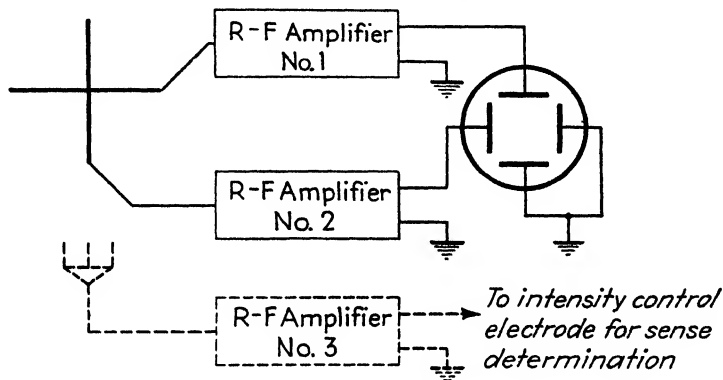 R-F Amplifier
No. 1
R-F Amplifier
No. 2
R-F Amplifier
No. 3
To intensity control
electrode for sense
determination